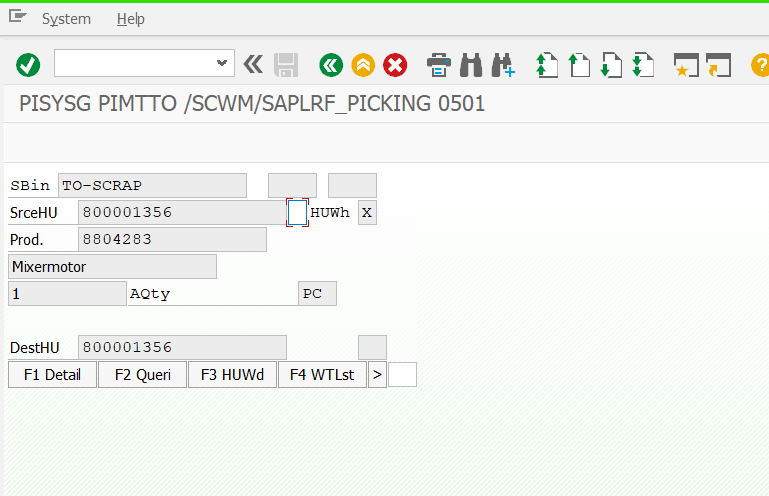 System Help
PISYSG PIMTTO /SCWM/SAPLRF_PICKING 0501
SBin TO-SCRAP
SrceHU 800001356 HUWh X
Prod. 8804283
Mixermotor
1 AQty PC
DestHU 800001356
F1 Detail F2 Queri F3 HUWd F4 WTLst >